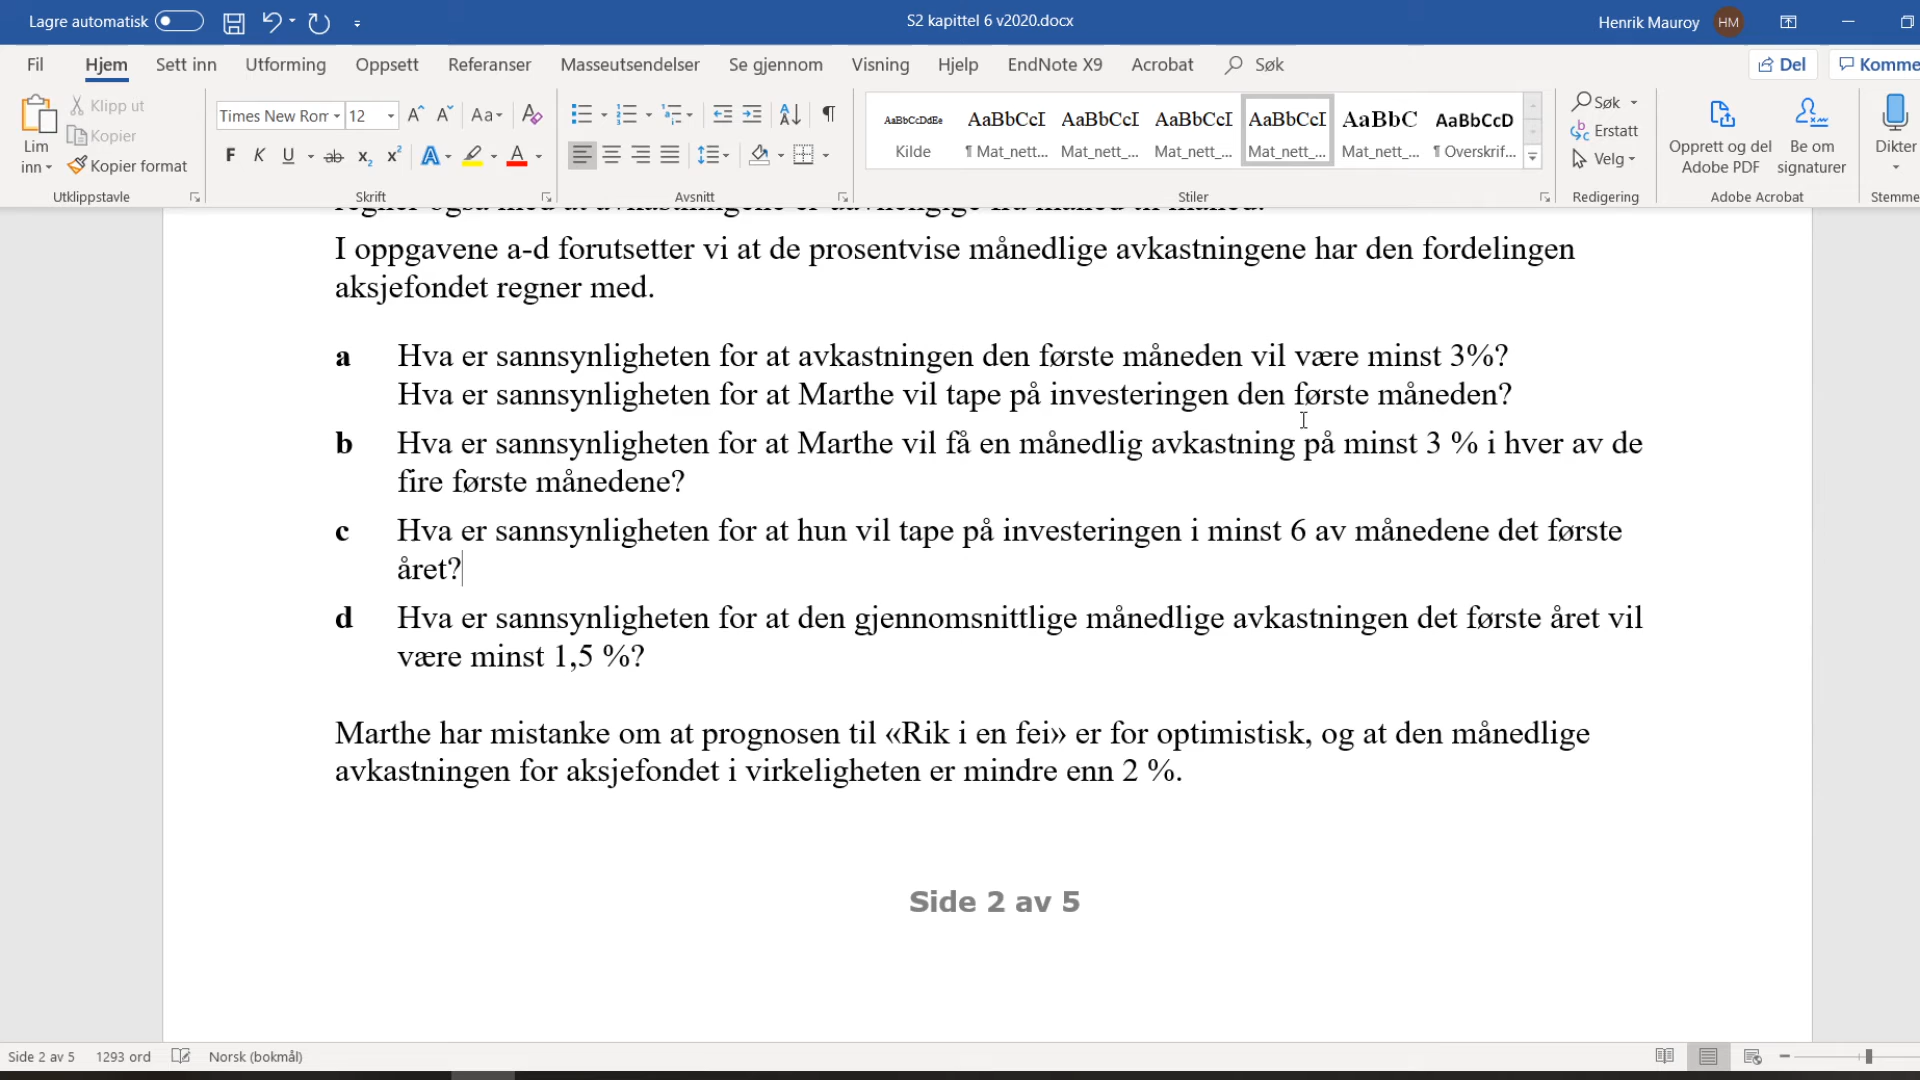 Lagre automatisk
S2 kapittel 6 v2020.docx
Henrik Mauroy HM
Fil Hjem Sett inn Utforming Oppsett Referanser Masseutsendelser Se gjennom Visning Hjelp EndNote X9 Acrobat Søk Del Komme
Lim inn
Klipp ut
Kopier
Kopier format
Utklippstavle
Times New Ron 12 Aa
F K U ab x₂ x² A A
Skrift
Avsnitt
AaBbCcDdEe AaBbCcI AaBbCcI AaBbCcI AaBbCcI AaBbC AaBbCcD
Kilde ¶ Mat_nett... Mat_nett_... Mat_nett_... Mat_nett_... Mat_nett_... ¶ Overskrif...
Stiler
Søk
Erstatt
Velg
Redigering
Opprett og del Adobe PDF
Be om signaturer
Adobe Acrobat
Dikter
Stemme
I oppgavene a-d forutsetter vi at de prosentvise månedlige avkastningene har den fordelingen
aksjefondet regner med.
a Hva er sannsynligheten for at avkastningen den første måneden vil være minst 3%?
Hva er sannsynligheten for at Marthe vil tape på investeringen den første måneden?
b Hva er sannsynligheten for at Marthe vil få en månedlig avkastning på minst 3 % i hver av de
fire første månedene?
c Hva er sannsynligheten for at hun vil tape på investeringen i minst 6 av månedene det første
året?
d Hva er sannsynligheten for at den gjennomsnittlige månedlige avkastningen det første året vil
være minst 1,5 %?
Marthe har mistanke om at prognosen til «Rik i en fei» er for optimistisk, og at den månedlige
avkastningen for aksjefondet i virkeligheten er mindre enn 2 %.
Side 2 av 5
Side 2 av 5 1293 ord Norsk (bokmål)